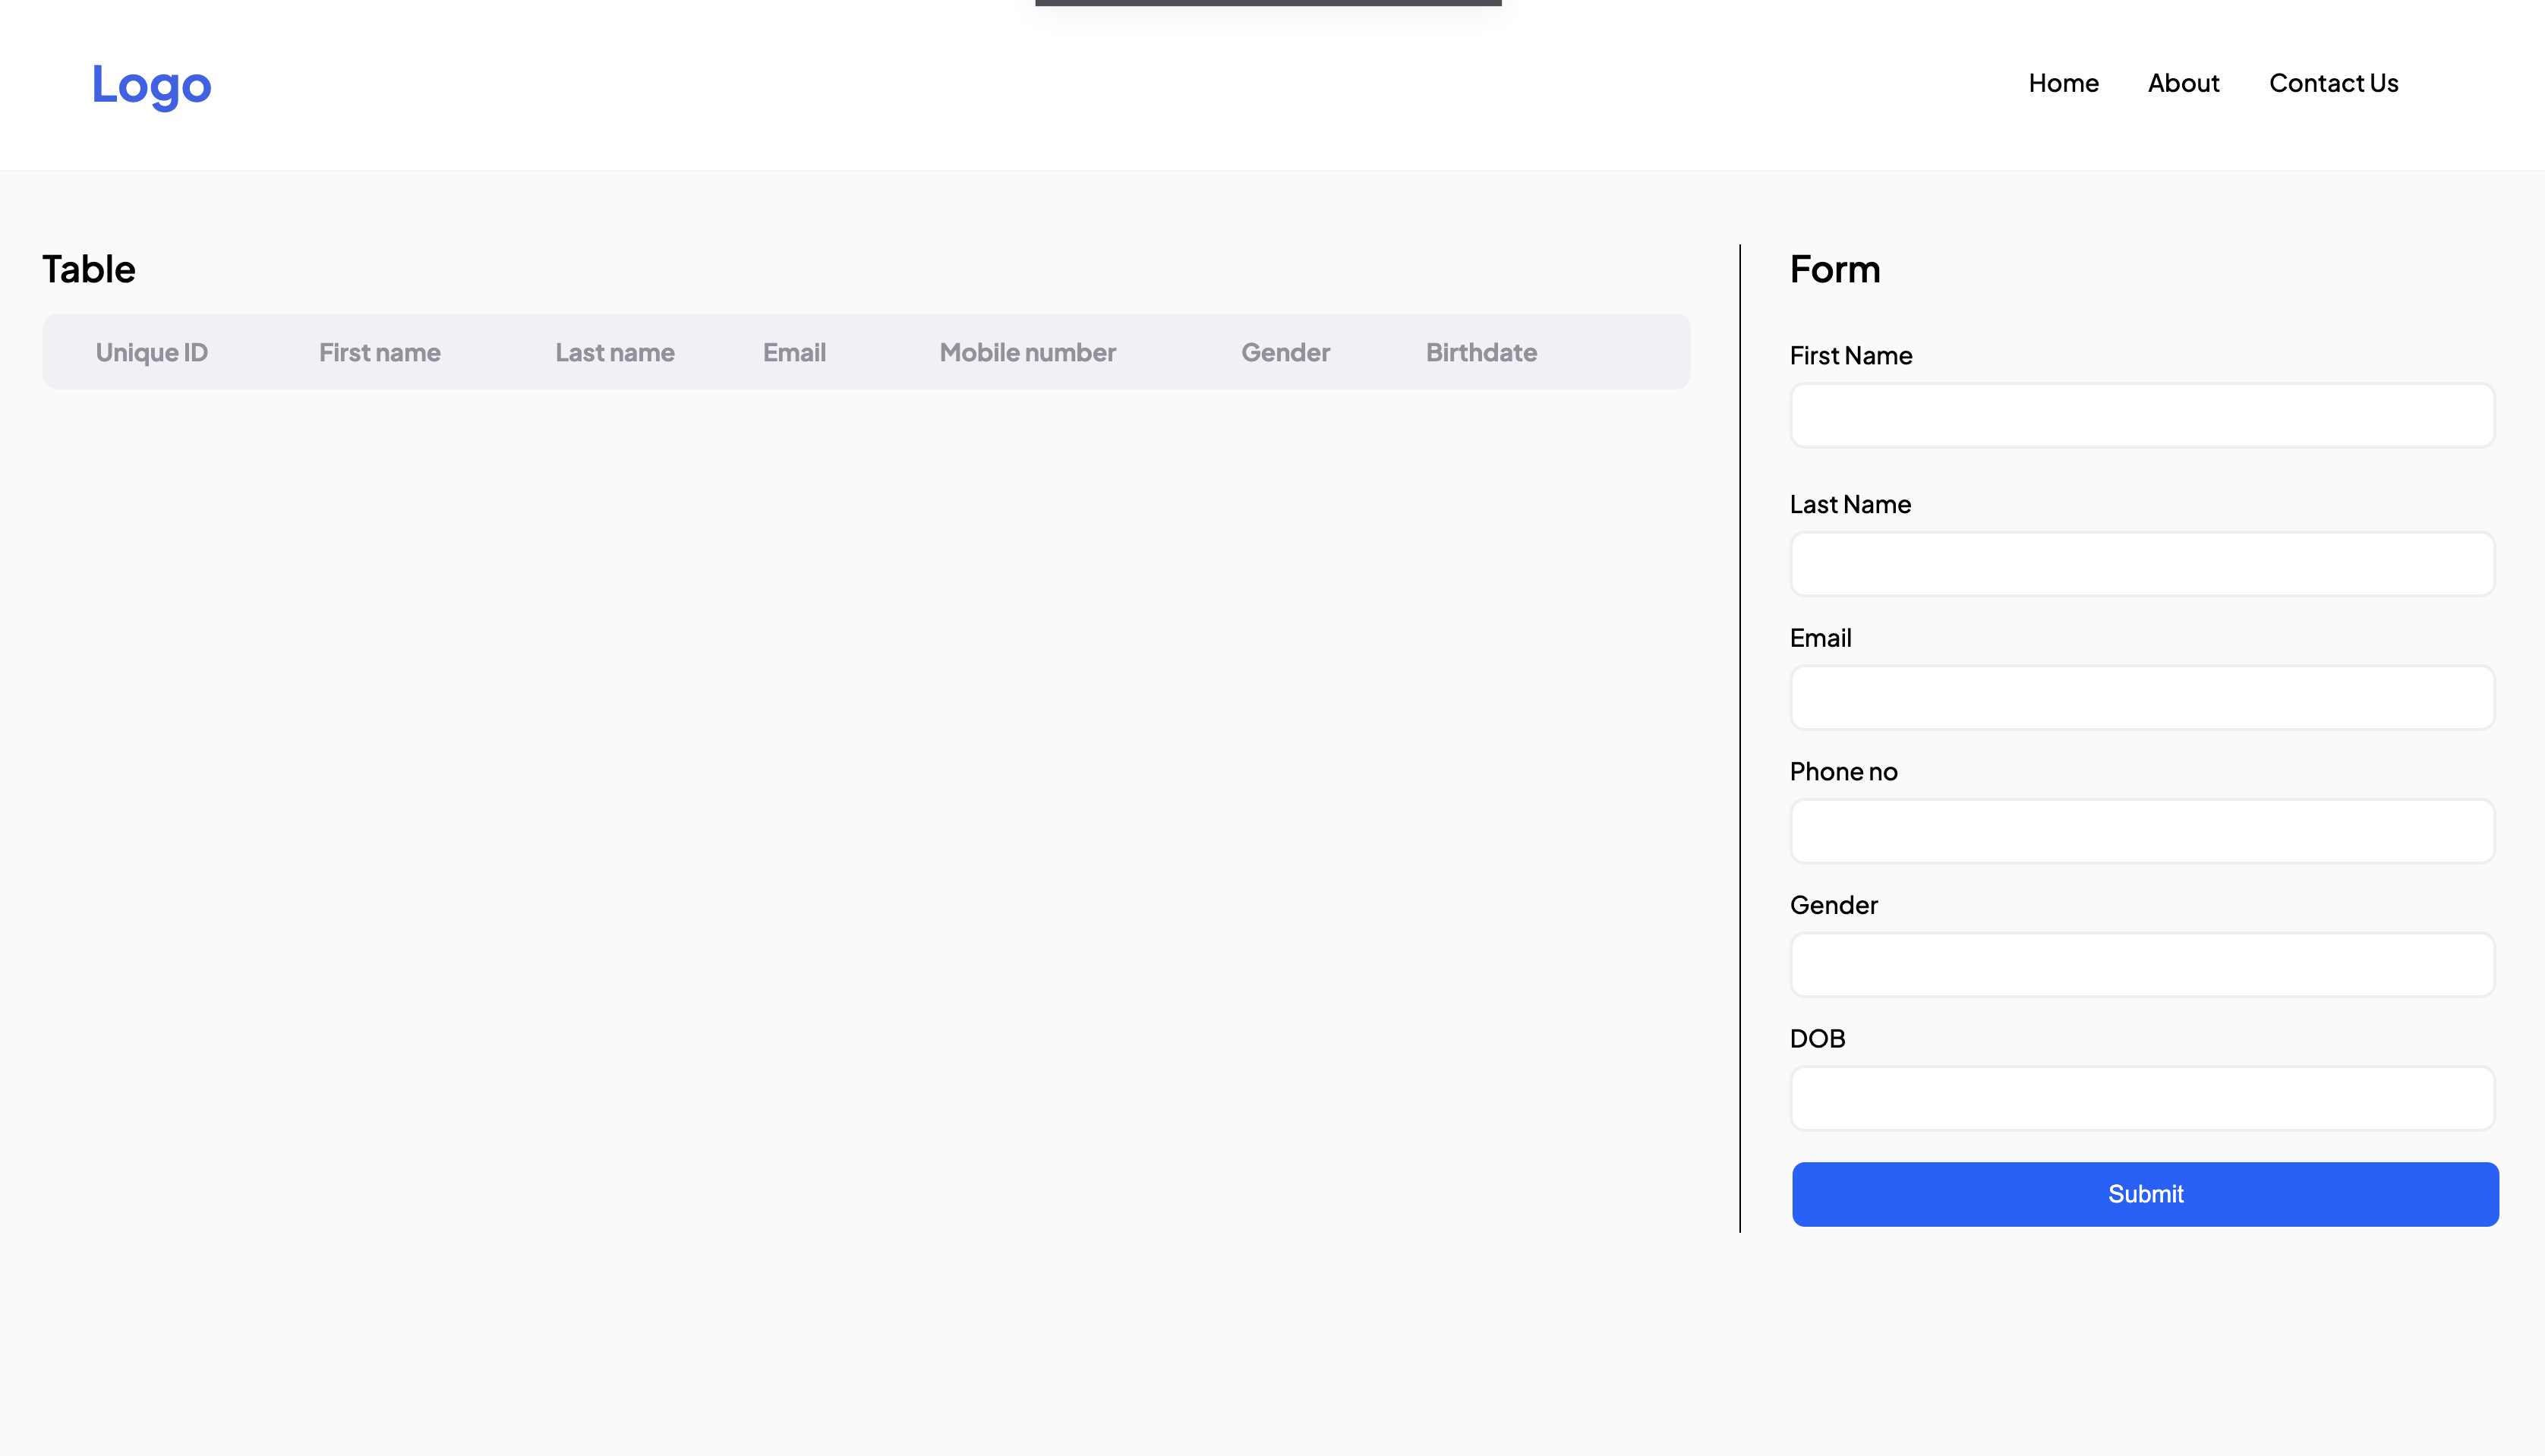 Logo
Home About Contact Us
Table
Unique ID First name Last name Email Mobile number Gender Birthdate
Form
First Name
Last Name
Email
Phone no
Gender
DOB
Submit